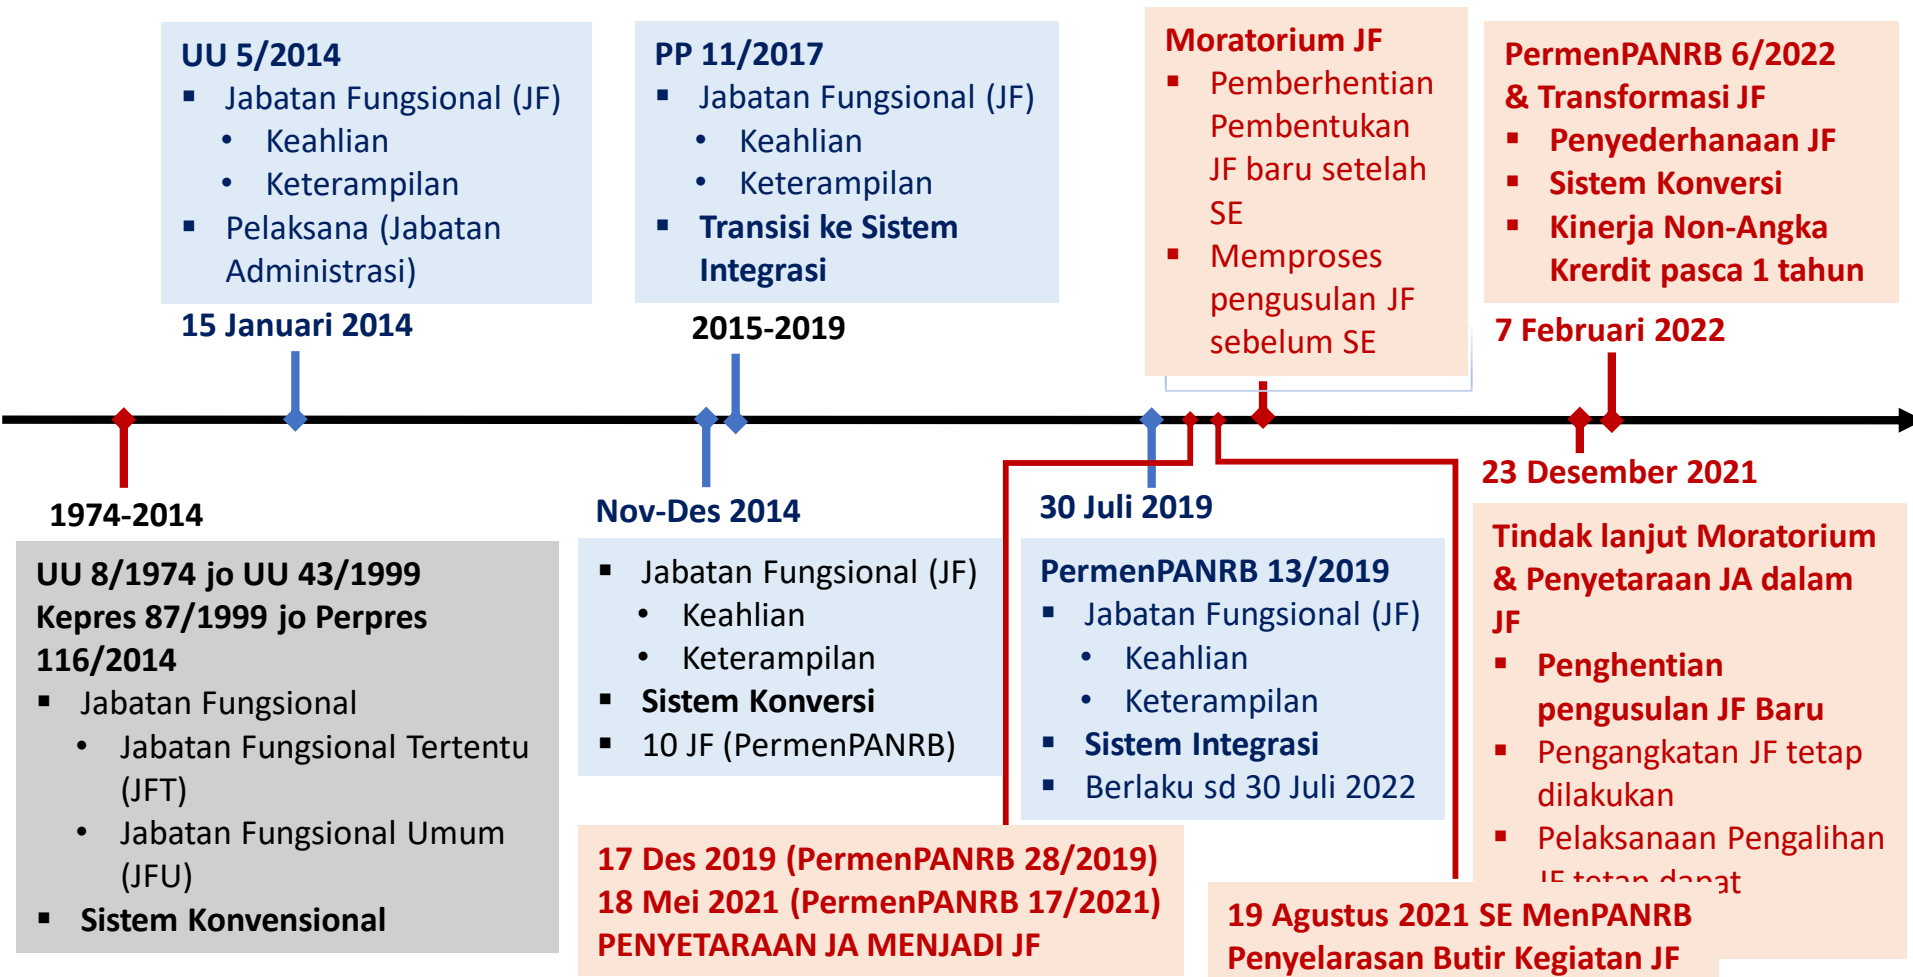 UU 5/2014
▪ Jabatan Fungsional (JF)
• Keahlian
• Keterampilan
▪ Pelaksana (Jabatan
Administrasi)
15 Januari 2014
PP 11/2017
▪ Jabatan Fungsional (JF)
• Keahlian
• Keterampilan
▪ Transisi ke Sistem
Integrasi
2015-2019
Moratorium JF
▪ Pemberhentian
Pembentukan
JF baru setelah
SE
▪ Memproses
pengusulan JF
sebelum SE
PermenPANRB 6/2022
& Transformasi JF
▪ Penyederhanaan JF
▪ Sistem Konversi
▪ Kinerja Non-Angka
Krerdit pasca 1 tahun
7 Februari 2022
1974-2014
UU 8/1974 jo UU 43/1999
Kepres 87/1999 jo Perpres
116/2014
▪ Jabatan Fungsional
• Jabatan Fungsional Tertentu
(JFT)
• Jabatan Fungsional Umum
(JFU)
▪ Sistem Konvensional
Nov-Des 2014
▪ Jabatan Fungsional (JF)
• Keahlian
• Keterampilan
▪ Sistem Konversi
▪ 10 JF (PermenPANRB)
30 Juli 2019
PermenPANRB 13/2019
▪ Jabatan Fungsional (JF)
• Keahlian
• Keterampilan
▪ Sistem Integrasi
▪ Berlaku sd 30 Juli 2022
23 Desember 2021
Tindak lanjut Moratorium
& Penyetaraan JA dalam
JF
▪ Penghentian
pengusulan JF Baru
▪ Pengangkatan JF tetap
dilakukan
▪ Pelaksanaan Pengalihan
JF tetap dapat
17 Des 2019 (PermenPANRB 28/2019)
18 Mei 2021 (PermenPANRB 17/2021)
PENYETARAAN JA MENJADI JF
19 Agustus 2021 SE MenPANRB
Penyelarasan Butir Kegiatan JF